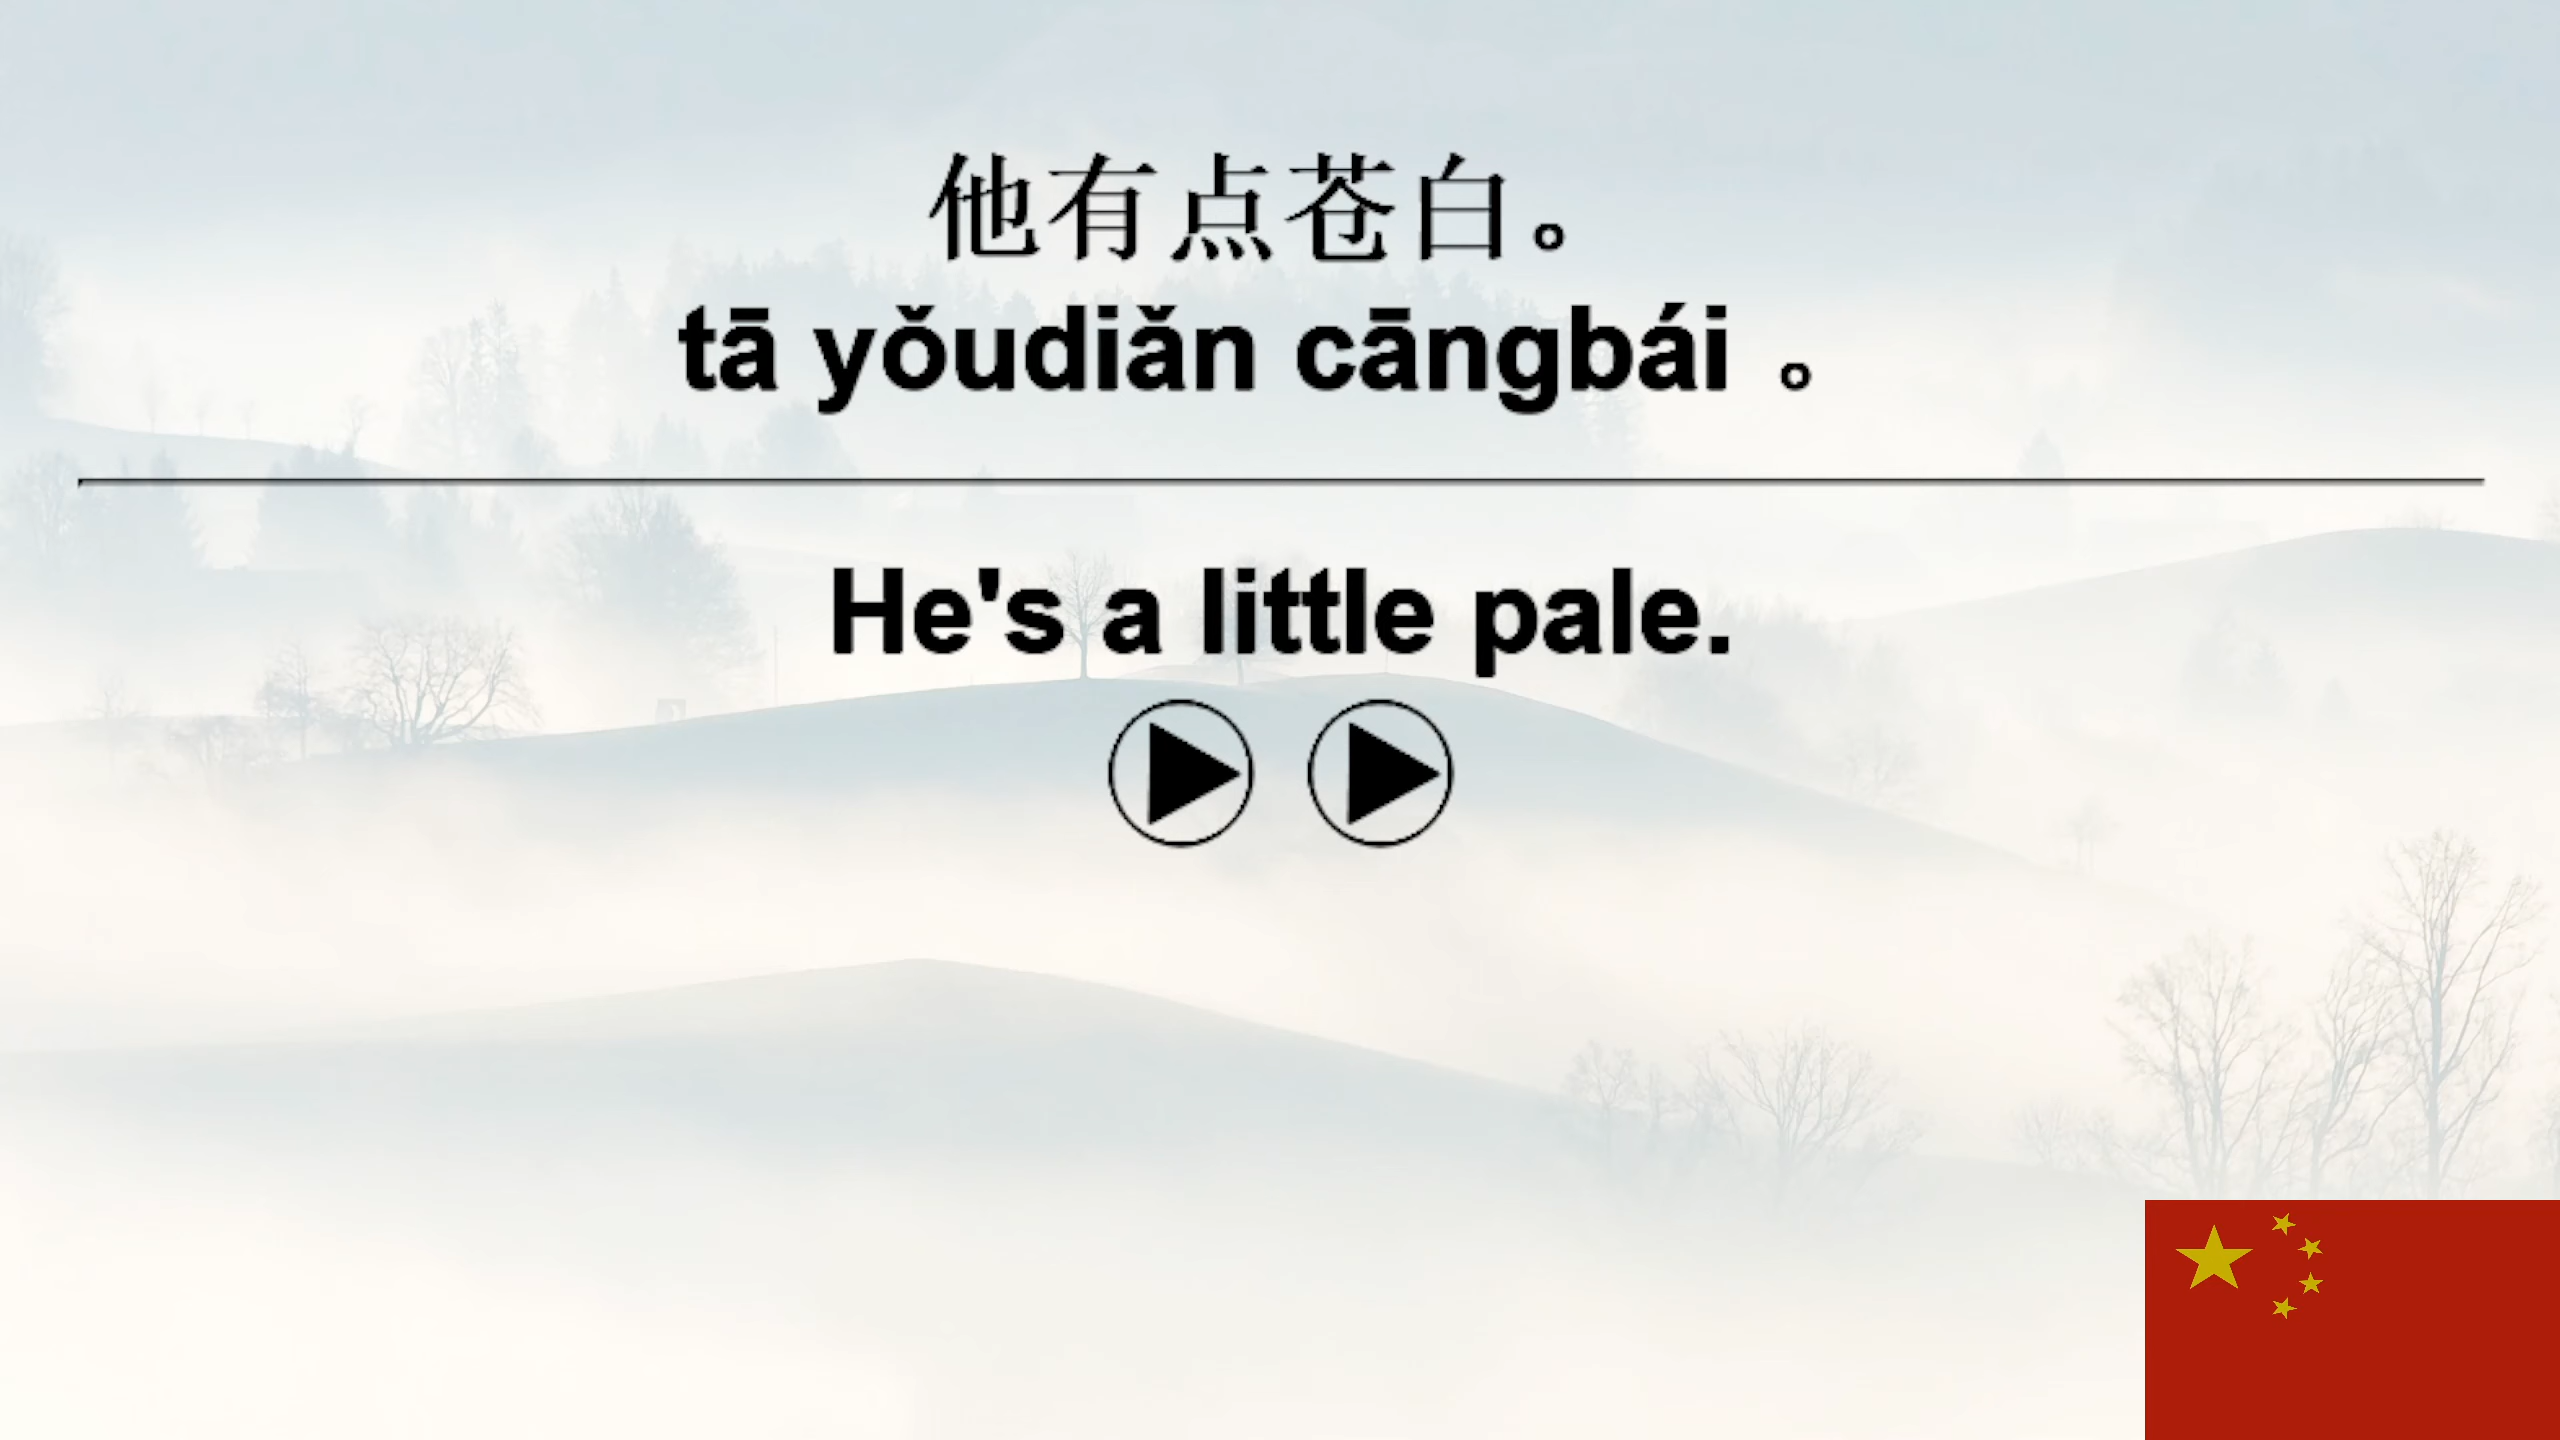 他有点苍白。
tā yǒudiǎn cāngbái 。
He's a little pale.